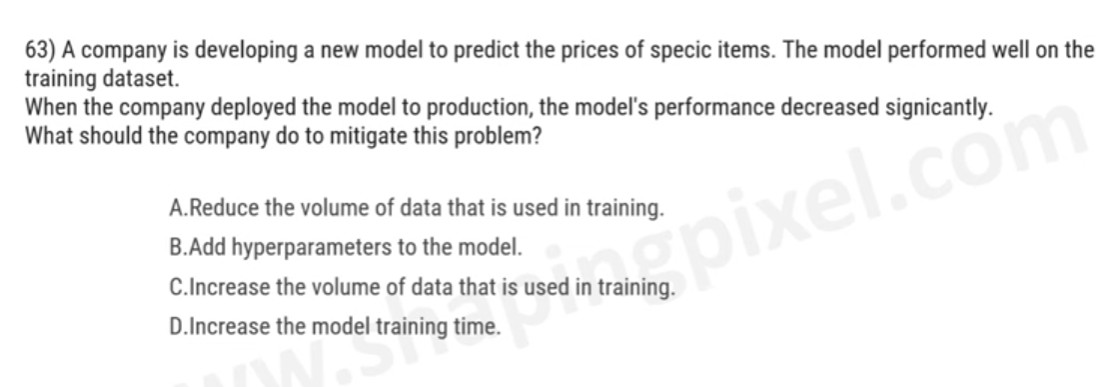 63) A company is developing a new model to predict the prices of specic items. The model performed well on the
training dataset.
When the company deployed the model to production, the model's performance decreased signicantly.
What should the company do to mitigate this problem?
A.Reduce the volume of data that is used in training.
B.Add hyperparameters to the model.
C.Increase the volume of data that is used in training.
D.Increase the model training time.
w.shapingpixel.com